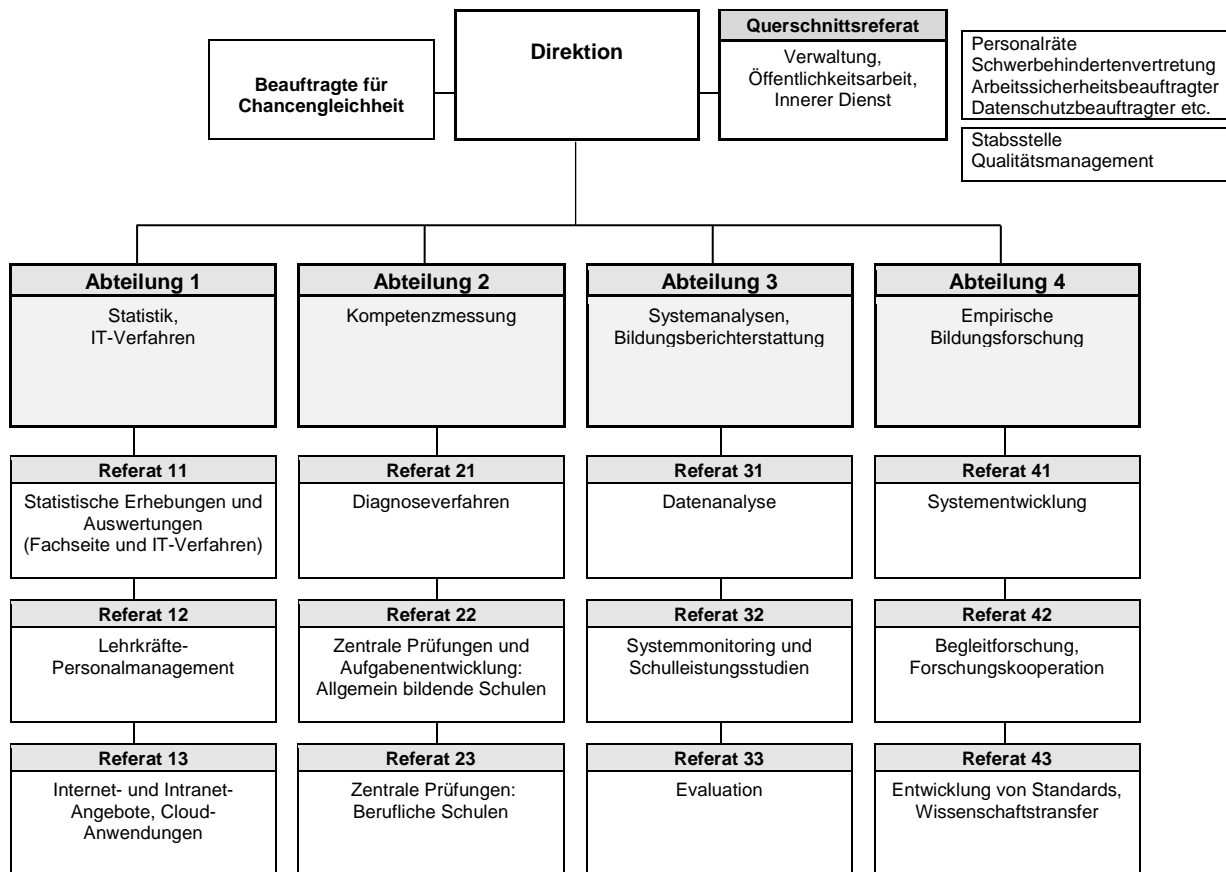 Beauftragte für
Chancengleichheit
Direktion
Querschnittsreferat
Verwaltung,
Öffentlichkeitsarbeit,
Innerer Dienst
Personalräte
Schwerbehindertenvertretung
Arbeitssicherheitsbeauftragter
Datenschutzbeauftragter etc.
Stabsstelle
Qualitätsmanagement
Abteilung 1
Statistik,
IT-Verfahren
Abteilung 2
Kompetenzmessung
Abteilung 3
Systemanalysen,
Bildungsberichterstattung
Abteilung 4
Empirische
Bildungsforschung
Referat 11
Statistische Erhebungen und
Auswertungen
(Fachseite und IT-Verfahren)
Referat 21
Diagnoseverfahren
Referat 31
Datenanalyse
Referat 41
Systementwicklung
Referat 12
Lehrkräfte-
Personalmanagement
Referat 22
Zentrale Prüfungen und
Aufgabenentwicklung:
Allgemein bildende Schulen
Referat 32
Systemmonitoring und
Schulleistungsstudien
Referat 42
Begleitforschung,
Forschungskooperation
Referat 13
Internet- und Intranet-
Angebote, Cloud-
Anwendungen
Referat 23
Zentrale Prüfungen:
Berufliche Schulen
Referat 33
Evaluation
Referat 43
Entwicklung von Standards,
Wissenschaftstransfer